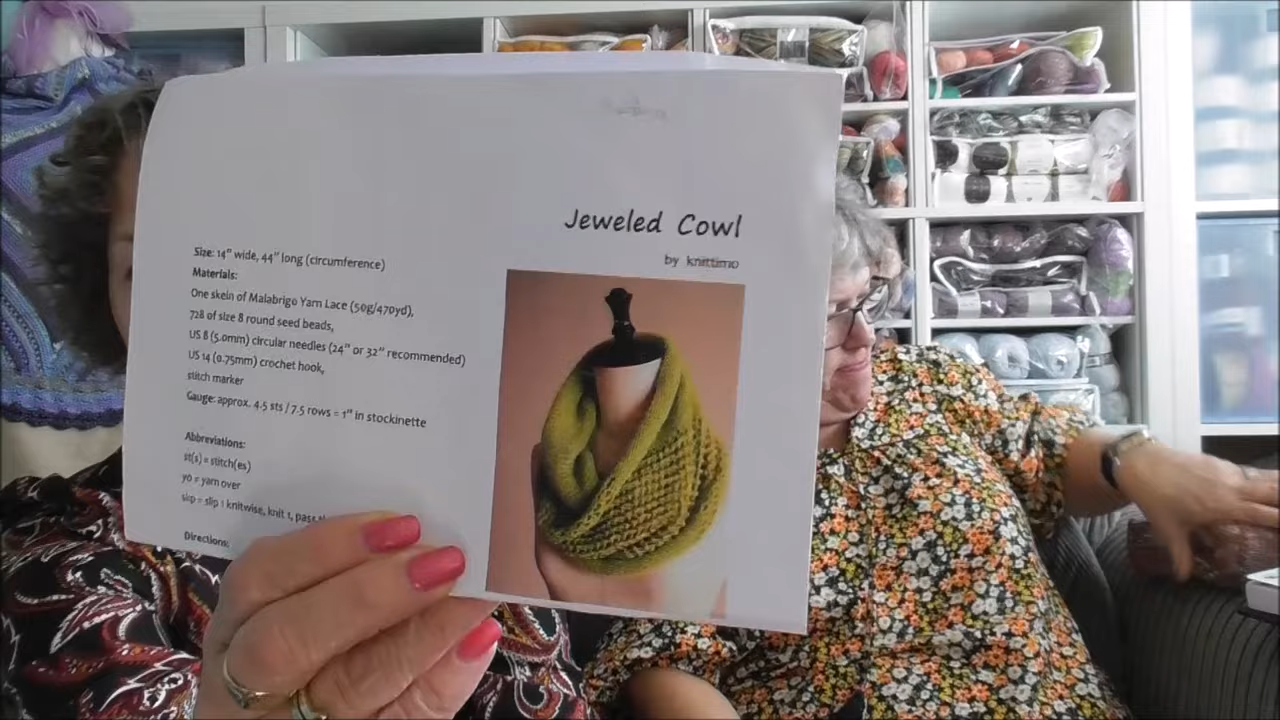 Jeweled Cowl
by knittimo
Size: 14" wide, 44" long (circumference)
Materials:
One skein of Malabrigo Yarn Lace (50g/470yd),
728 of size 8 round seed beads,
US 8 (5.0mm) circular needles (24" or 32" recommended)
US 14 (0.75mm) crochet hook,
stitch marker
Gauge: approx. 4.5 sts / 7.5 rows = 1" in stockinette
Abbreviations:
st(s) = stitch(es)
yo = yarn over
skp = slip 1 knitwise, knit 1, pass
Directions: